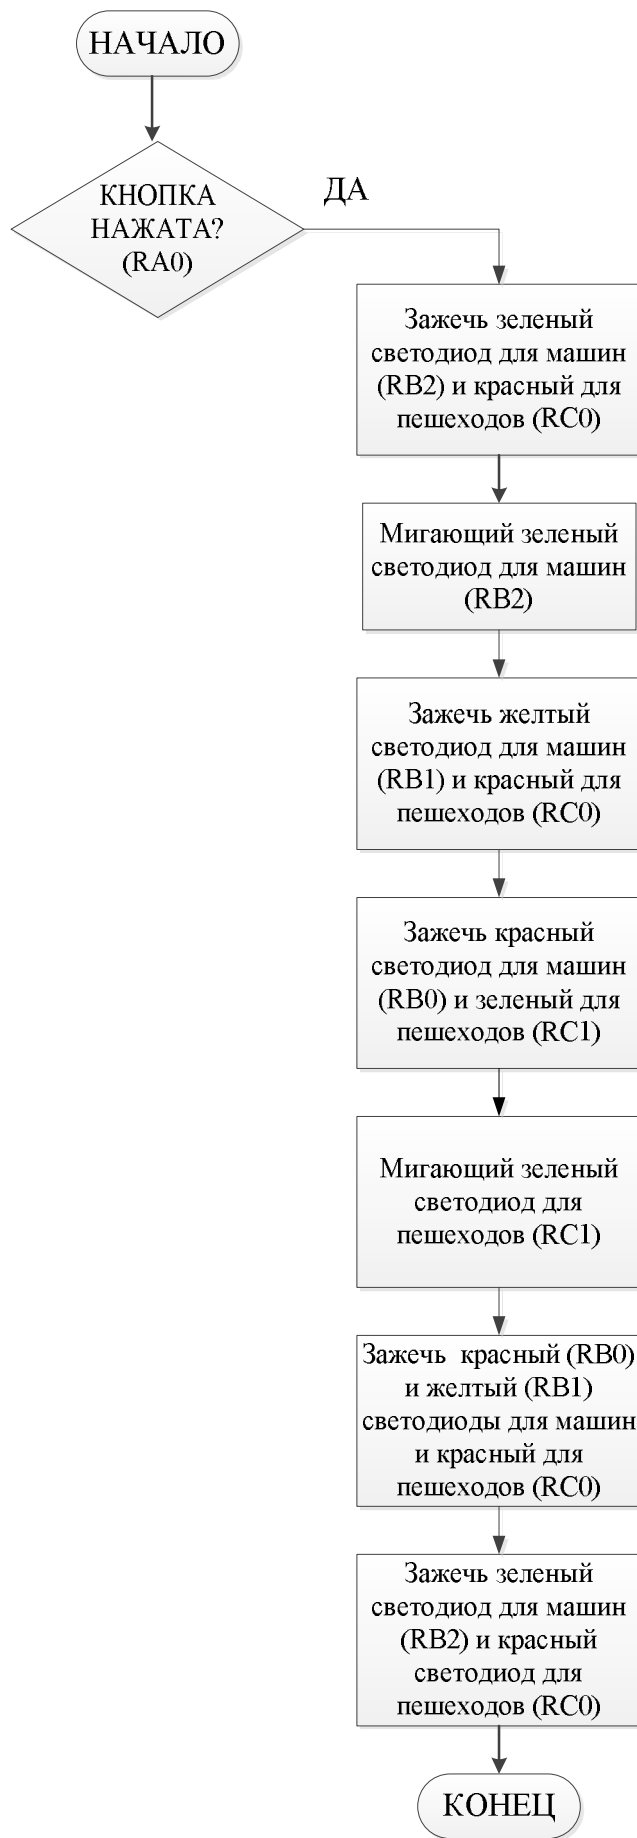 НАЧАЛО
КНОПКА
НАЖАТА?
(RA0)
ДА
Зажечь зеленый
светодиод для машин
(RB2) и красный для
пешеходов (RC0)
Мигающий зеленый
светодиод для машин
(RB2)
Зажечь желтый
светодиод для машин
(RB1) и красный для
пешеходов (RC0)
Зажечь красный
светодиод для машин
(RB0) и зеленый для
пешеходов (RC1)
Мигающий зеленый
светодиод для
пешеходов (RC1)
Зажечь красный (RB0)
и желтый (RB1)
светодиоды для машин
и красный для
пешеходов (RC0)
Зажечь зеленый
светодиод для машин
(RB2) и красный
светодиод для
пешеходов (RC0)
КОНЕЦ